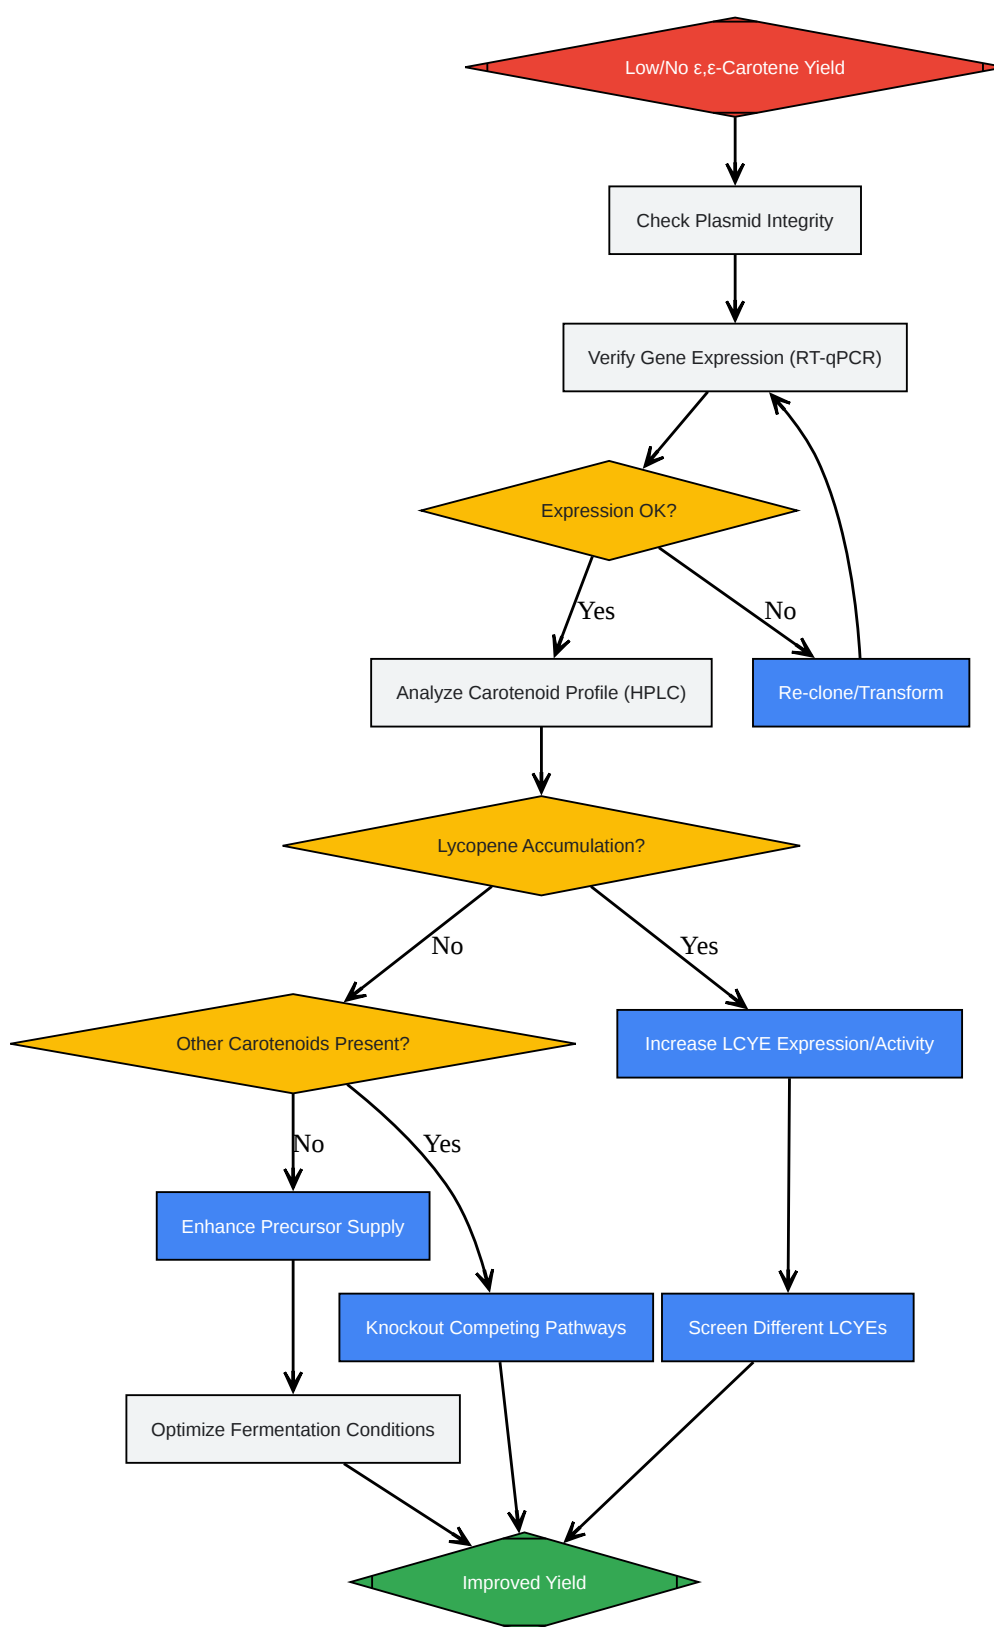 Low/No ε,ε-Carotene Yield
Check Plasmid Integrity
Verify Gene Expression (RT-qPCR)
Expression OK?
Yes
No
Analyze Carotenoid Profile (HPLC)
Re-clone/Transform
Lycopene Accumulation?
No
Yes
Other Carotenoids Present?
Increase LCYE Expression/Activity
No
Yes
Enhance Precursor Supply
Knockout Competing Pathways
Screen Different LCYEs
Optimize Fermentation Conditions
Improved Yield